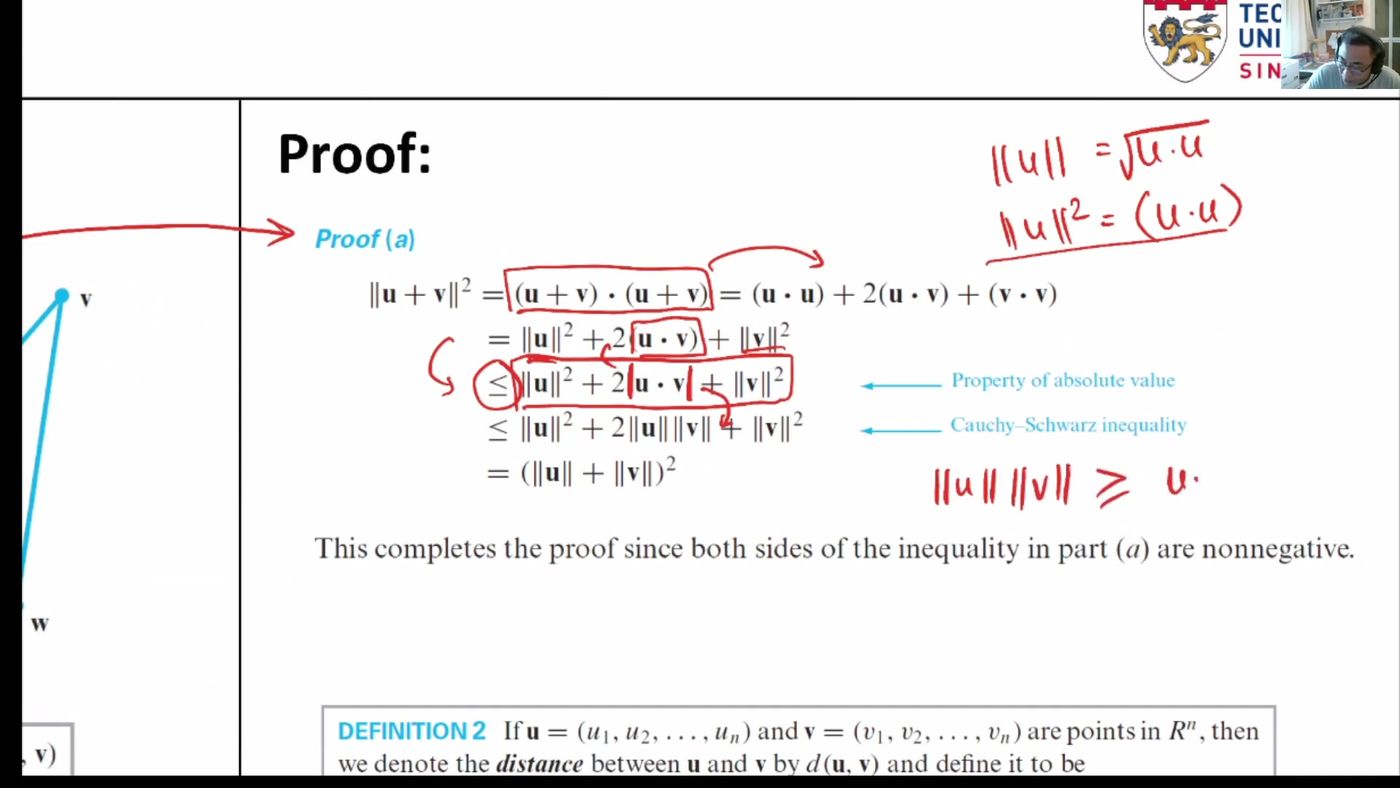 TEC
UNI
SIN
Proof:
‖u‖ = √u·u
‖u‖² = (u·u)
Proof (a)
v
‖u + v‖² = (u + v) · (u + v) = (u · u) + 2(u · v) + (v · v)
= ‖u‖² + 2(u · v) + ‖v‖²
≤ ‖u‖² + 2|u · v| + ‖v‖² Property of absolute value
≤ ‖u‖² + 2‖u‖ ‖v‖ + ‖v‖² Cauchy–Schwarz inequality
= (‖u‖ + ‖v‖)²
‖u‖ ‖v‖ ≥ u·
This completes the proof since both sides of the inequality in part (a) are nonnegative.
w
DEFINITION 2 If u = (u₁, u₂, . . . , uₙ) and v = (v₁, v₂, . . . , vₙ) are points in Rⁿ, then
we denote the distance between u and v by d(u, v) and define it to be
, v)